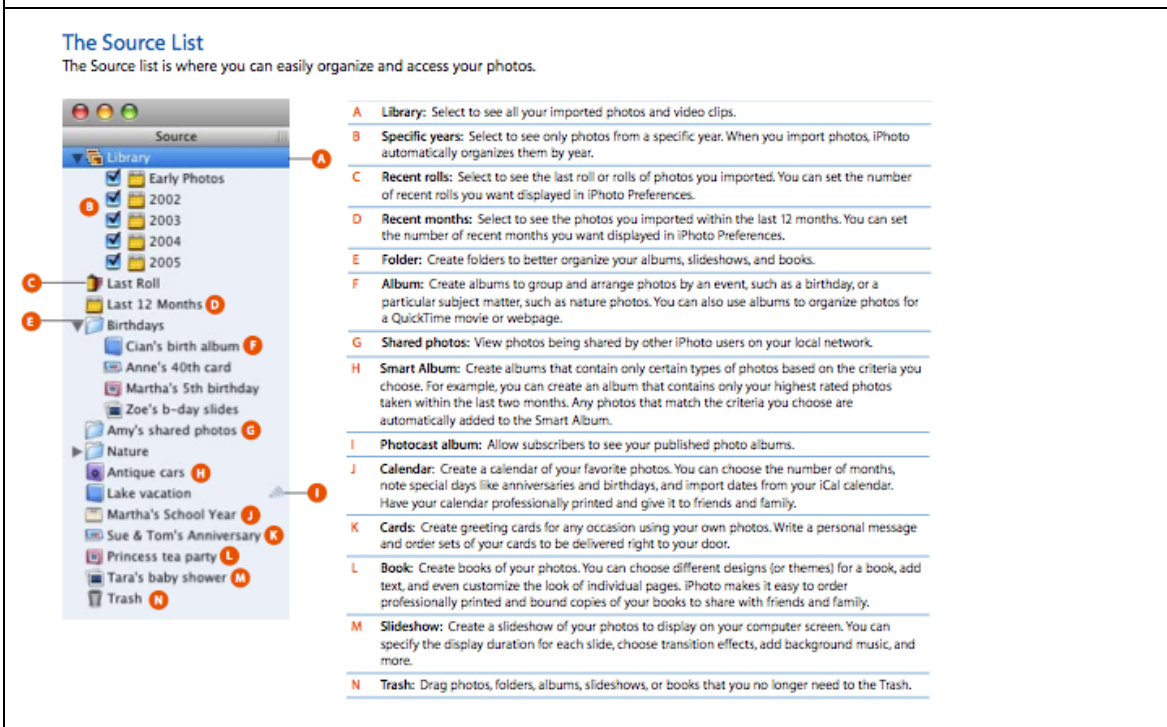 The Source List
The Source list is where you can easily organize and access your photos.
Source
Library
Early Photos
2002
2003
2004
2005
Last Roll
Last 12 Months D
Birthdays
Cian's birth album F
Anne's 40th card
Martha's 5th birthday
Zoe's b-day slides
Amy's shared photos G
Nature
Antique cars H
Lake vacation
Martha's School Year J
Sue & Tom's Anniversary K
Princess tea party L
Tara's baby shower M
Trash N
A
B
C
E
I
A Library: Select to see all your imported photos and video clips.
B Specific years: Select to see only photos from a specific year. When you import photos, iPhoto
automatically organizes them by year.
C Recent rolls: Select to see the last roll or rolls of photos you imported. You can set the number
of recent rolls you want displayed in iPhoto Preferences.
D Recent months: Select to see the photos you imported within the last 12 months. You can set
the number of recent months you want displayed in iPhoto Preferences.
E Folder: Create folders to better organize your albums, slideshows, and books.
F Album: Create albums to group and arrange photos by an event, such as a birthday, or a
particular subject matter, such as nature photos. You can also use albums to organize photos for
a QuickTime movie or webpage.
G Shared photos: View photos being shared by other iPhoto users on your local network.
H Smart Album: Create albums that contain only certain types of photos based on the criteria you
choose. For example, you can create an album that contains only your highest rated photos
taken within the last two months. Any photos that match the criteria you choose are
automatically added to the Smart Album.
I Photocast album: Allow subscribers to see your published photo albums.
J Calendar: Create a calendar of your favorite photos. You can choose the number of months,
note special days like anniversaries and birthdays, and import dates from your iCal calendar.
Have your calendar professionally printed and give it to friends and family.
K Cards: Create greeting cards for any occasion using your own photos. Write a personal message
and order sets of your cards to be delivered right to your door.
L Book: Create books of your photos. You can choose different designs (or themes) for a book, add
text, and even customize the look of individual pages. iPhoto makes it easy to order
professionally printed and bound copies of your books to share with friends and family.
M Slideshow: Create a slideshow of your photos to display on your computer screen. You can
specify the display duration for each slide, choose transition effects, add background music, and
more.
N Trash: Drag photos, folders, albums, slideshows, or books that you no longer need to the Trash.